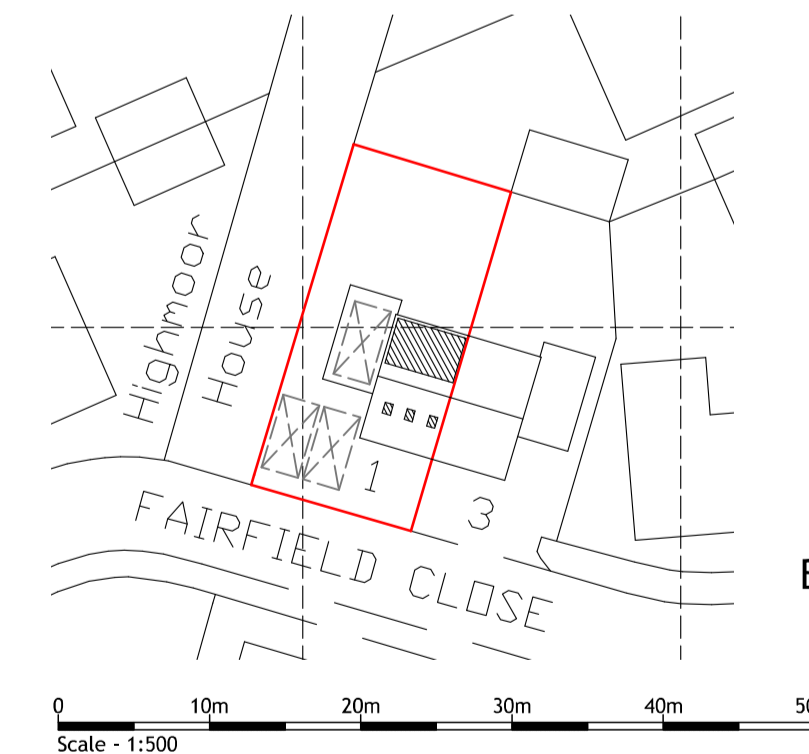 Highmoor
House
1
3
FAIRFIELD CLOSE
0 10m 20m 30m 40m
Scale - 1:500